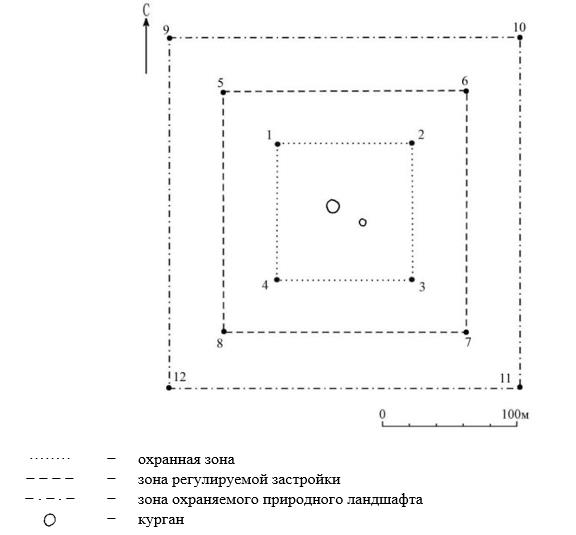 С
9
10
5
6
1
2
4
3
8
7
12
11
0 100м
– охранная зона
– зона регулируемой застройки
– зона охраняемого природного ландшафта
– курган